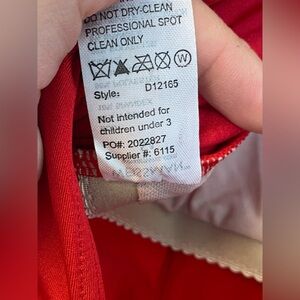 DO NOT DRY-CLEAN
PROFESSIONAL SPOT
CLEAN ONLY
Style: D12165
Not intended for
children under 3
PO#: 2022827
Supplier #: 6115